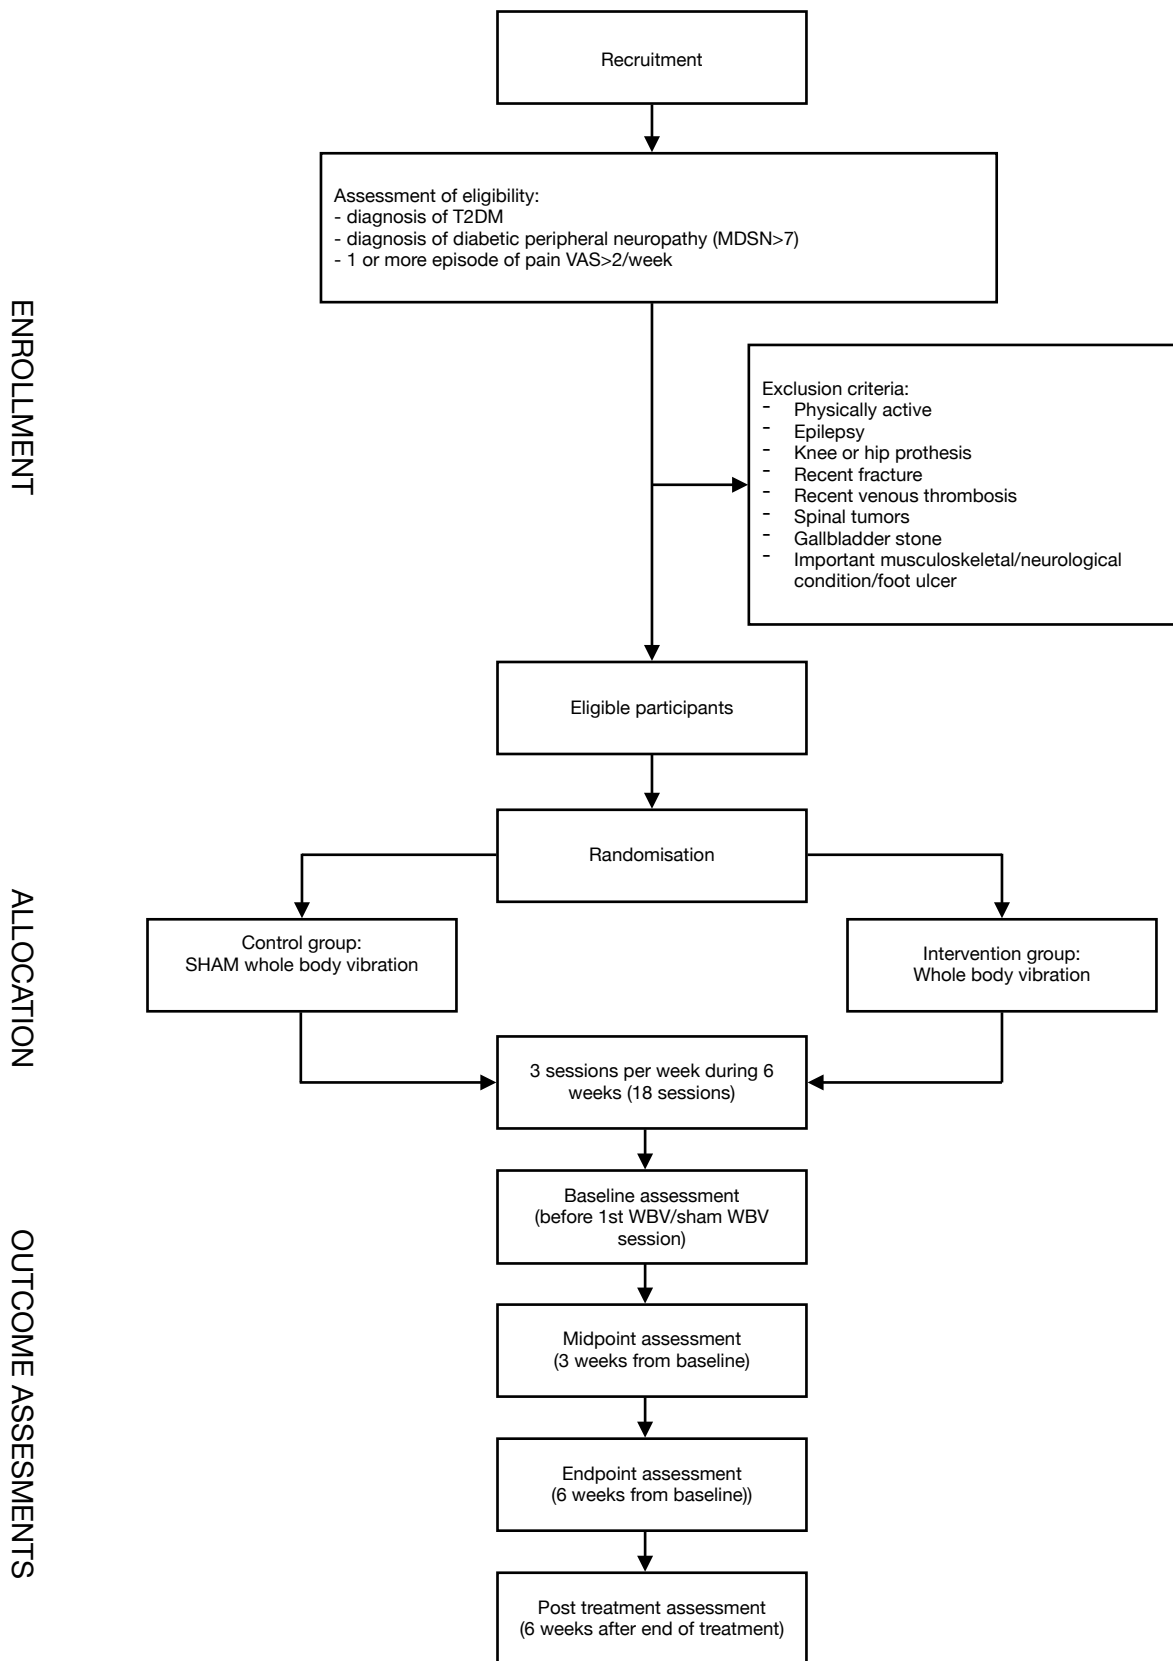 Recruitment
Assessment of eligibility:
- diagnosis of T2DM
- diagnosis of diabetic peripheral neuropathy (MDSN>7)
- 1 or more episode of pain VAS>2/week
ENROLLMENT
Exclusion criteria:
- Physically active
- Epilepsy
- Knee or hip prothesis
- Recent fracture
- Recent venous thrombosis
- Spinal tumors
- Gallbladder stone
- Important musculoskeletal/neurological
condition/foot ulcer
Eligible participants
Randomisation
ALLOCATION
Control group:
SHAM whole body vibration
Intervention group:
Whole body vibration
3 sessions per week during 6
weeks (18 sessions)
OUTCOME ASSESMENTS
Baseline assessment
(before 1st WBV/sham WBV
session)
Midpoint assessment
(3 weeks from baseline)
Endpoint assessment
(6 weeks from baseline))
Post treatment assessment
(6 weeks after end of treatment)